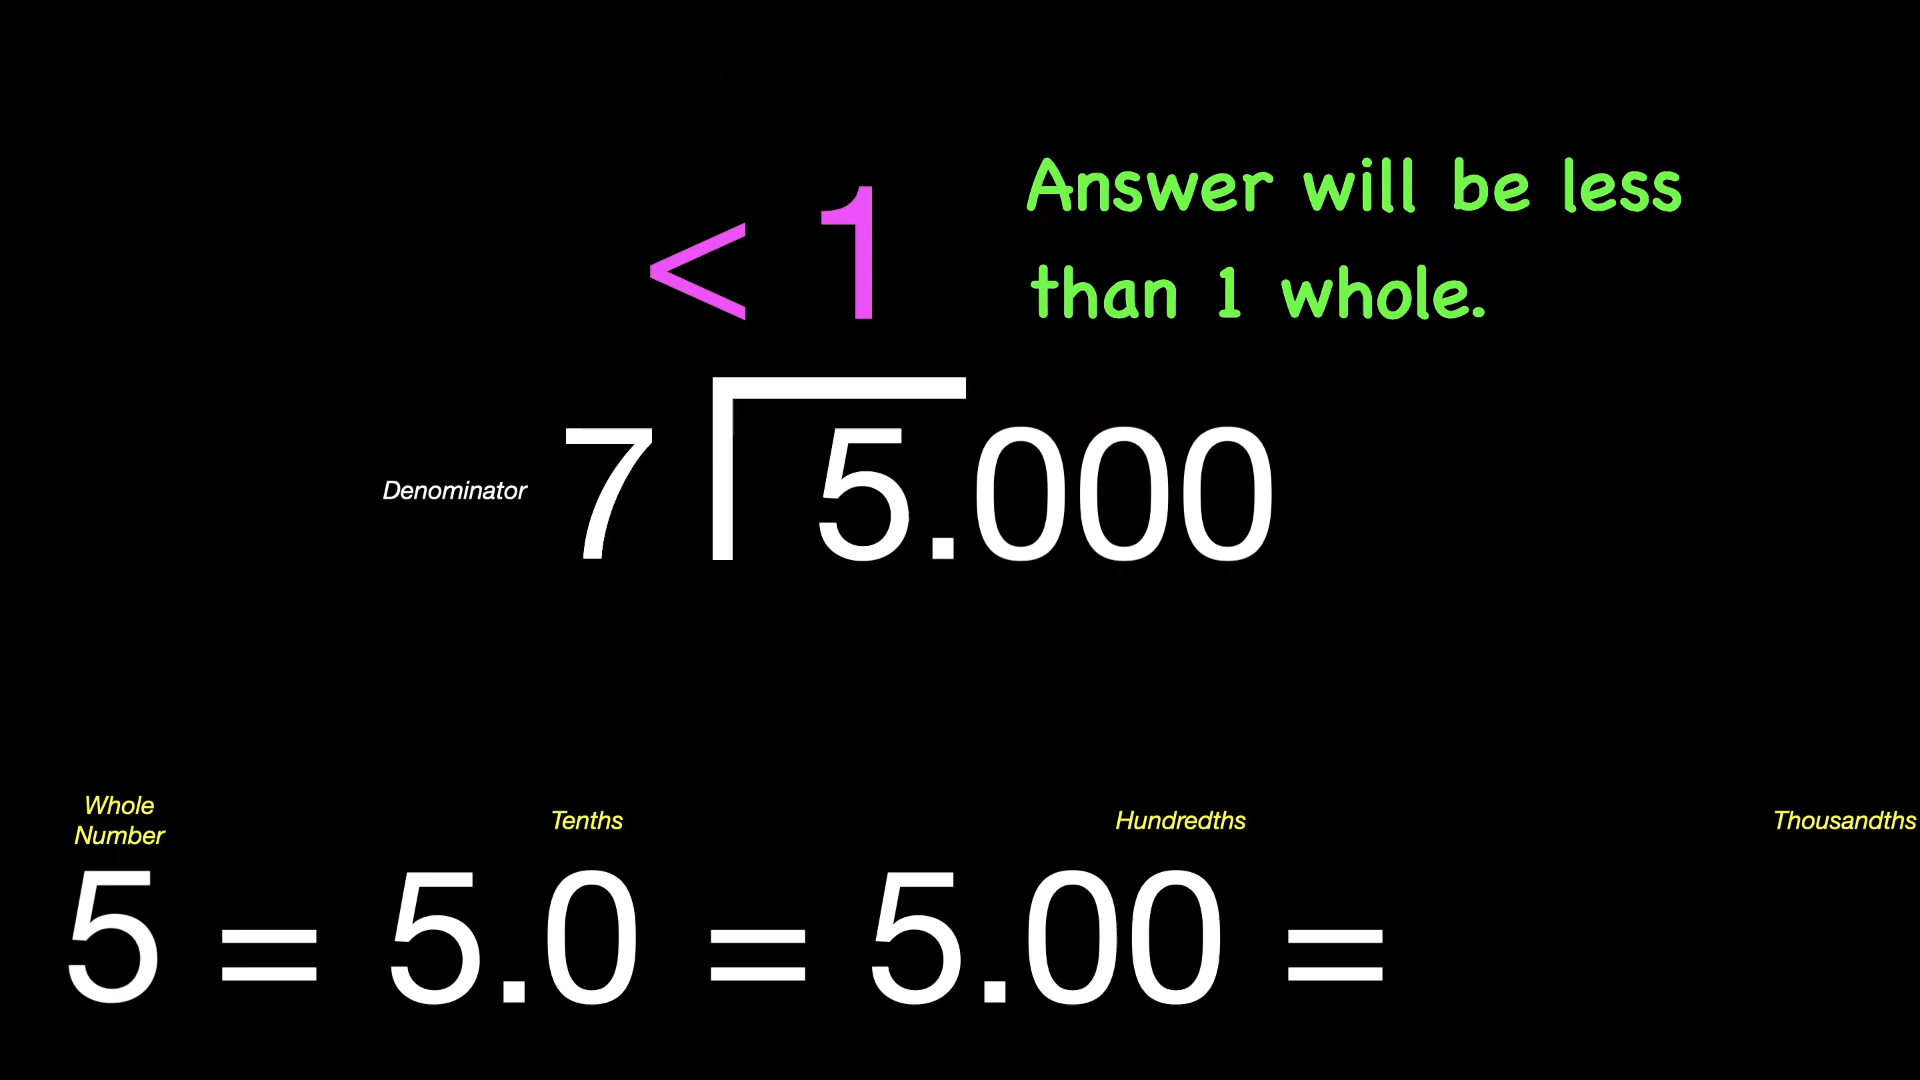 < 1
Answer will be less
than 1 whole.
Denominator 7 5.000
Whole
Number
Tenths
Hundredths
Thousandths
5 = 5.0 = 5.00 =